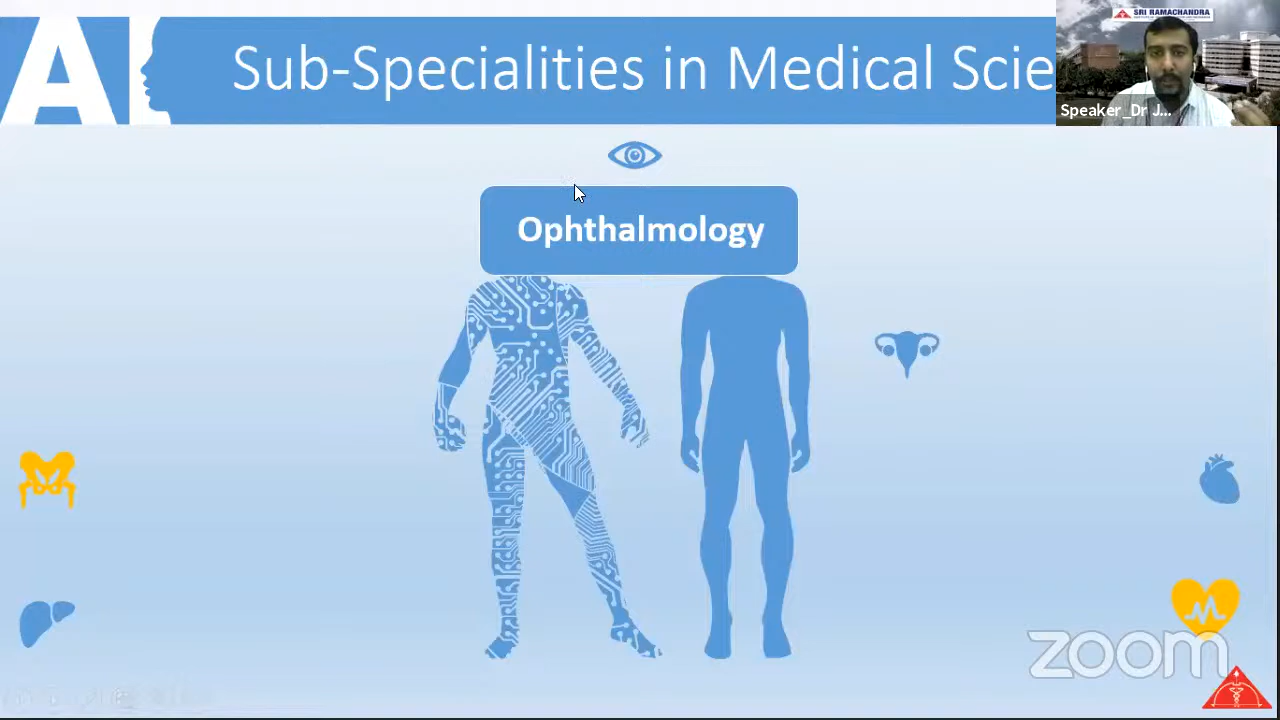 AI
Sub-Specialities in Medical Scie
SRI RAMACHANDRA
Speaker_Dr J...
Ophthalmology
zoom